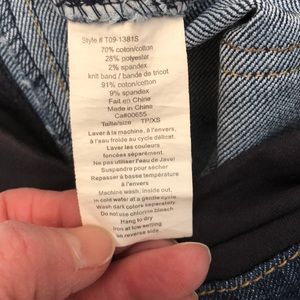 Style # T09-1381S
70% coton/cotton
28% polyester
2% spandex
knit band / bande de tricot
91% coton/cotton
9% spandex
Fait en China
Made in China
Ca#00655
Taille/size TP/XS
Laver à la machine, à l'envers,
à l'eau froide au cycle délicat.
Laver les couleurs
foncées séparément.
Ne pas utiliser d'eau de Javel
Suspendre pour sécher
Repasser à basse température
à l'envers
Machine wash, inside out,
in cold water at a gentle cycle
Wash dark colors separately
Do not use chlorine bleach
Hang to dry
Iron at low setting
on reverse side